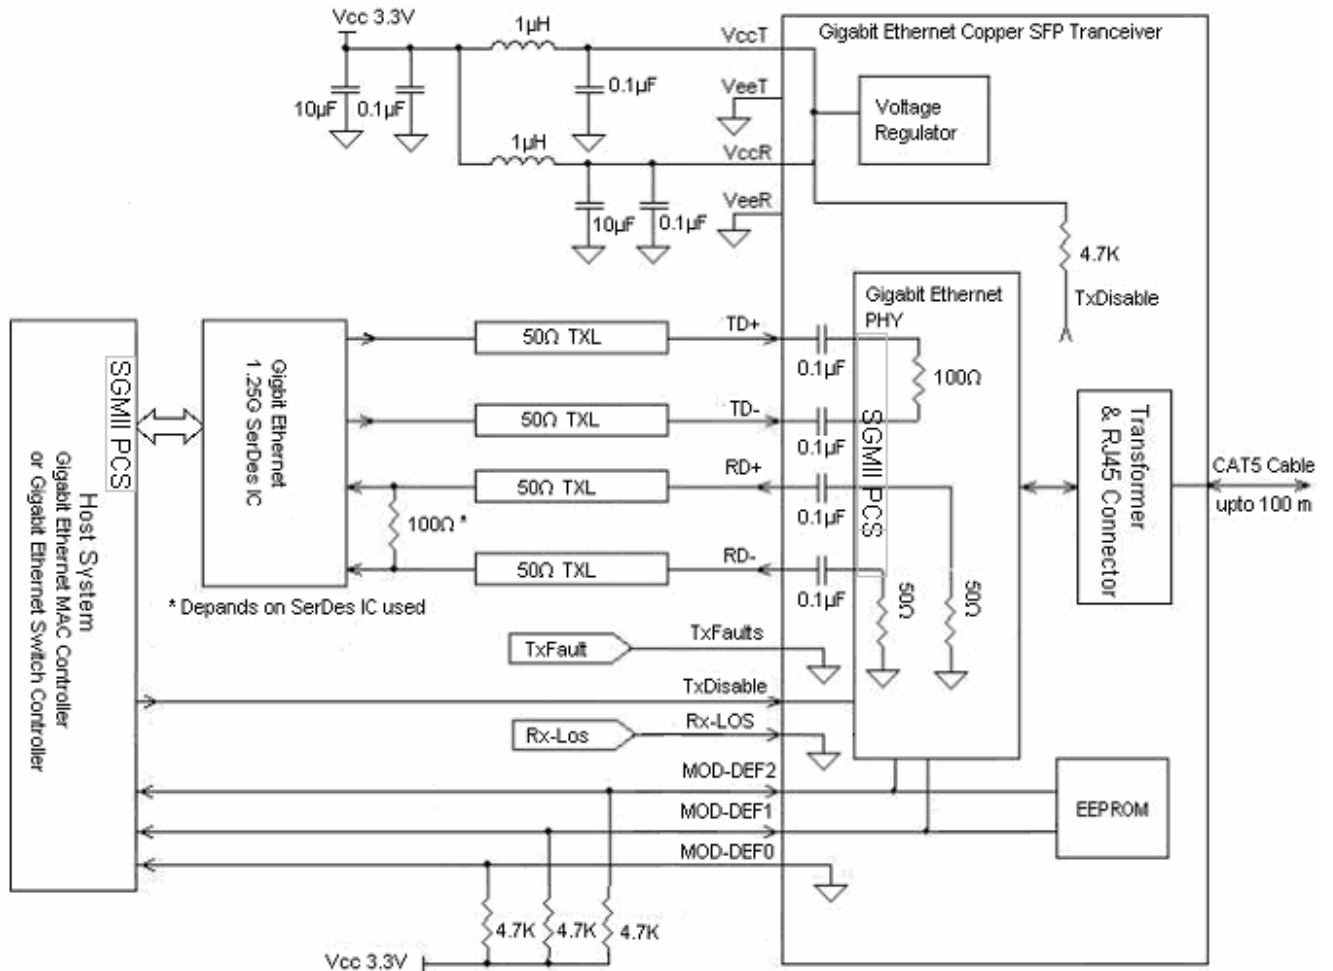 Vcc 3.3V
1µH
VccT
Gigabit Ethernet Copper SFP Tranceiver
10µF
0.1µF
0.1µF
VeeT
Voltage
Regulator
1µH
VccR
10µF
0.1µF
VeeR
4.7K
TxDisable
SGMII PCS
Host System
Gigabit Ethernet MAC Controller
or Gigabit Ethernet Switch Controller
Gigbit Ethernet
1.25G SerDes IC
50Ω TXL
TD+
0.1µF
Gigabit Ethernet
PHY
100Ω
50Ω TXL
TD-
0.1µF
SGMII PCS
50Ω TXL
RD+
0.1µF
100Ω *
50Ω TXL
RD-
0.1µF
50Ω
50Ω
Transformer
& RJ45 Connector
CAT5 Cable
upto 100 m
* Depands on SerDes IC used
TxFault
TxFaults
TxDisable
Rx-Los
Rx-LOS
MOD-DEF2
MOD-DEF1
MOD-DEF0
EEPROM
4.7K
4.7K
4.7K
Vcc 3.3V